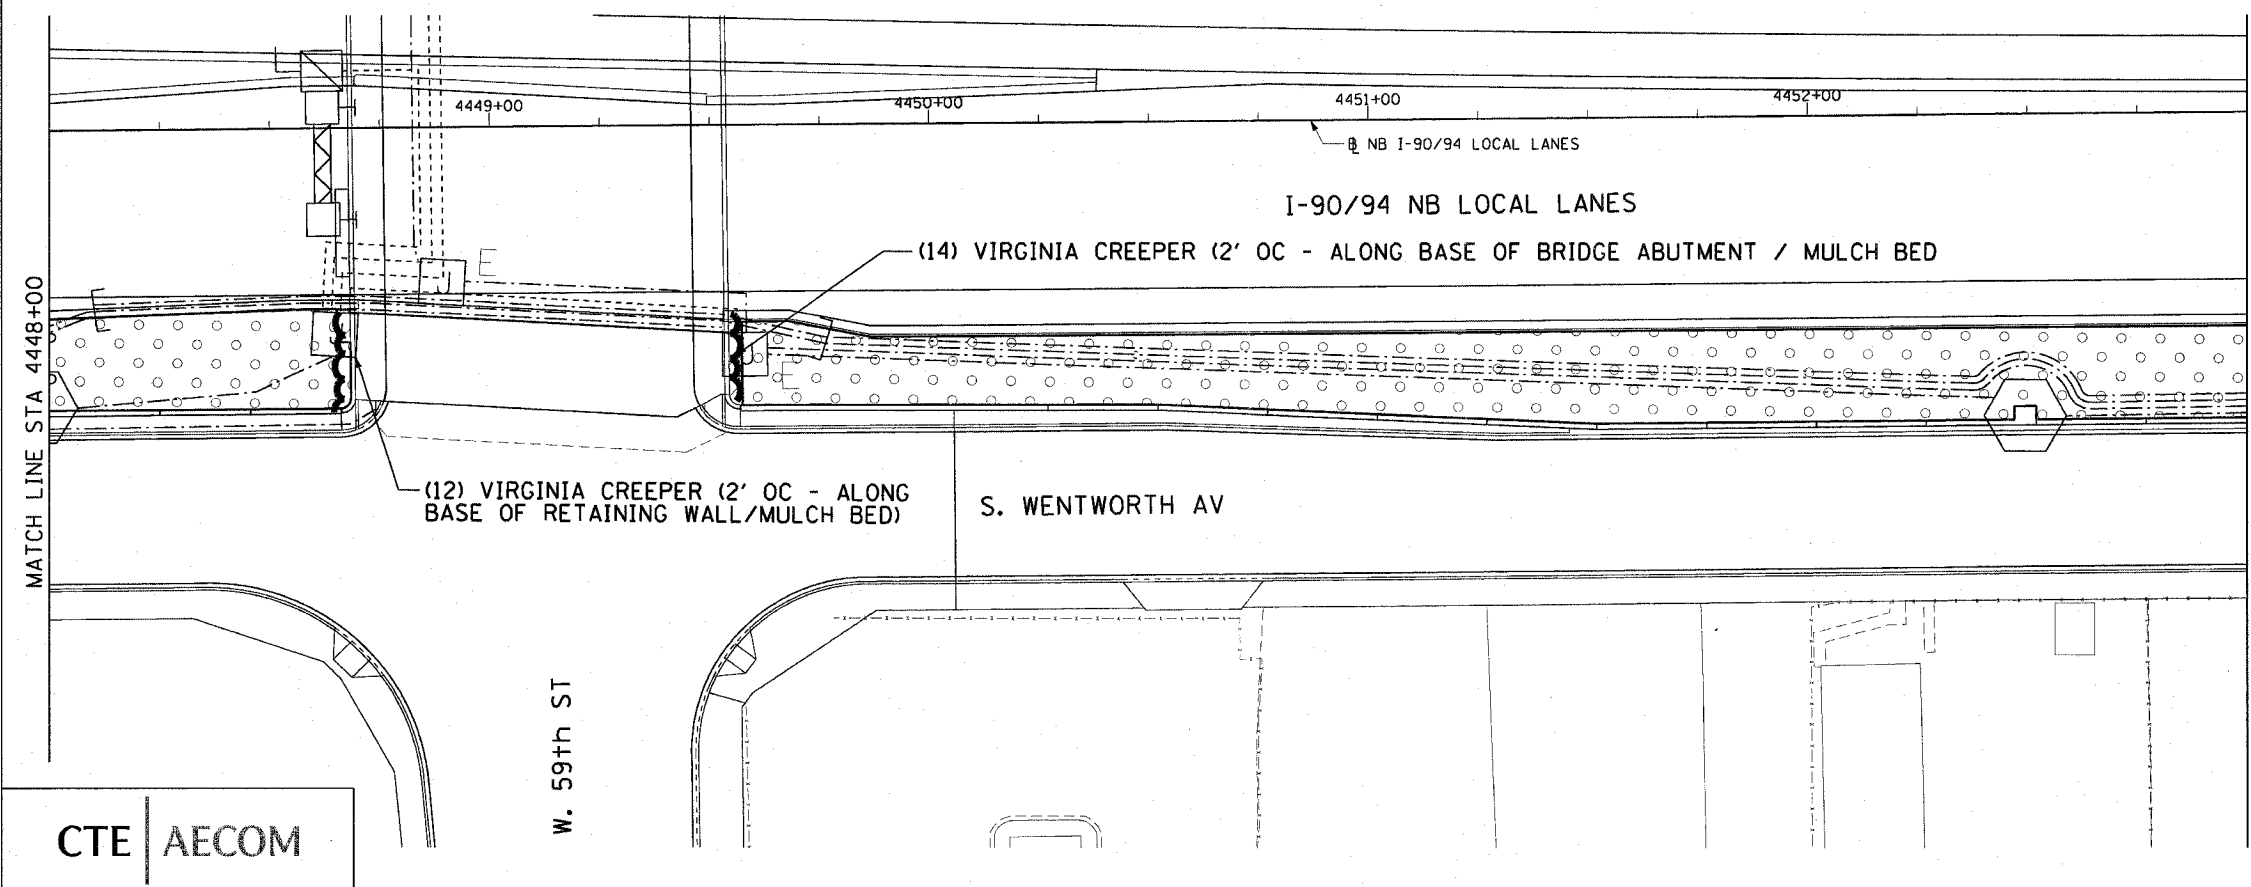 4449+00
4450+00
4451+00
4452+00
NB I-90/94 LOCAL LANES
I-90/94 NB LOCAL LANES
(14) VIRGINIA CREEPER (2' OC - ALONG BASE OF BRIDGE ABUTMENT / MULCH BED
E
E
MATCH LINE STA 4448+00
(12) VIRGINIA CREEPER (2' OC - ALONG
BASE OF RETAINING WALL/MULCH BED)
S. WENTWORTH AV
W. 59th ST
CTE | AECOM